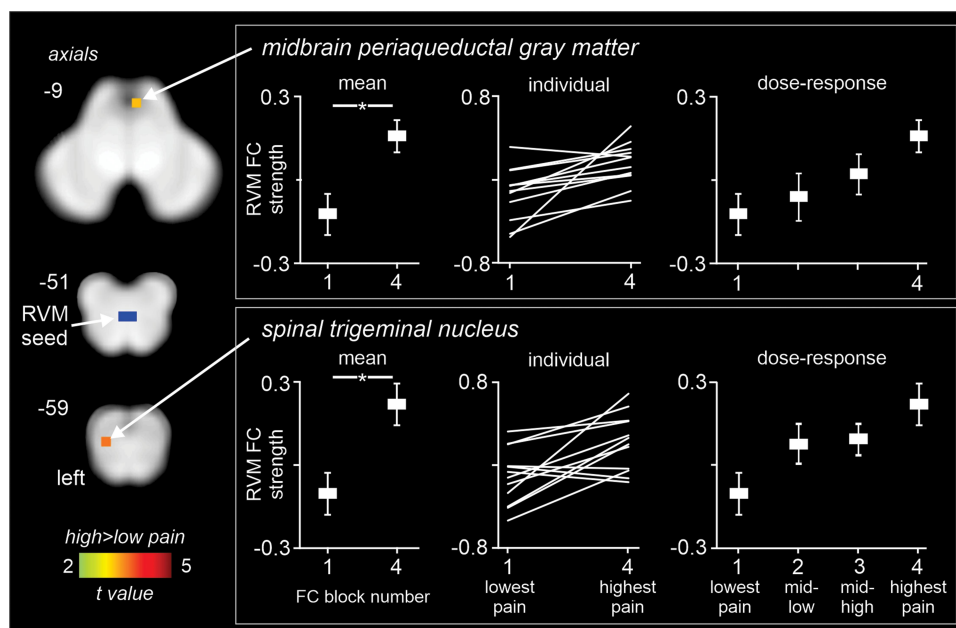 axials
-9
-51
RVM
seed
-59
left
high>low pain
2 5
t value
midbrain periaqueductal gray matter
mean
individual
dose-response
RVM FC
strength
0.3
*
-0.3
1 4
0.8
-0.8
1 4
0.3
-0.3
1 2 3 4
spinal trigeminal nucleus
mean
individual
dose-response
RVM FC
strength
0.3
*
-0.3
1 4
FC block number
0.8
-0.8
1 4
lowest
pain
highest
pain
0.3
-0.3
1 2 3 4
lowest
pain
mid-
low
mid-
high
highest
pain